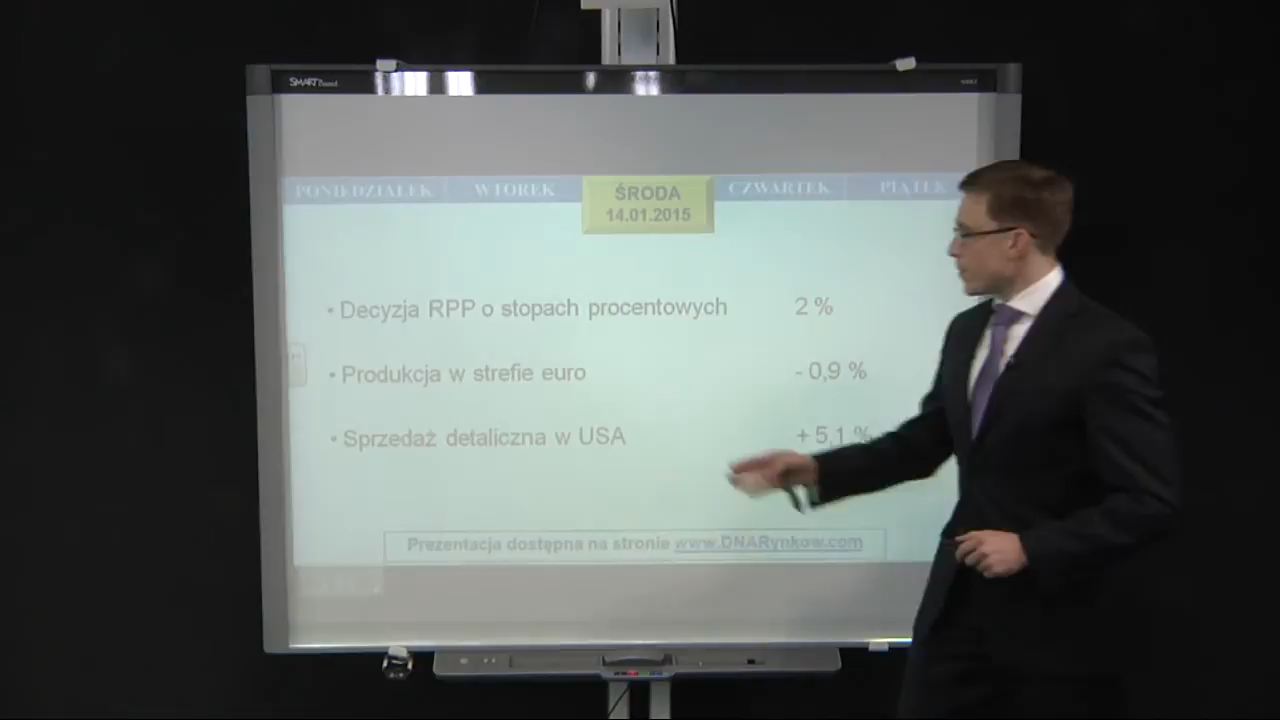 SMART Board
PONIEDZIAŁEK WTOREK ŚRODA CZWARTEK PIĄTEK
14.01.2015
• Decyzja RPP o stopach procentowych 2 %
• Produkcja w strefie euro - 0,9 %
• Sprzedaż detaliczna w USA + 5,1 %
Prezentacja dostępna na stronie www.DNARynkow.com